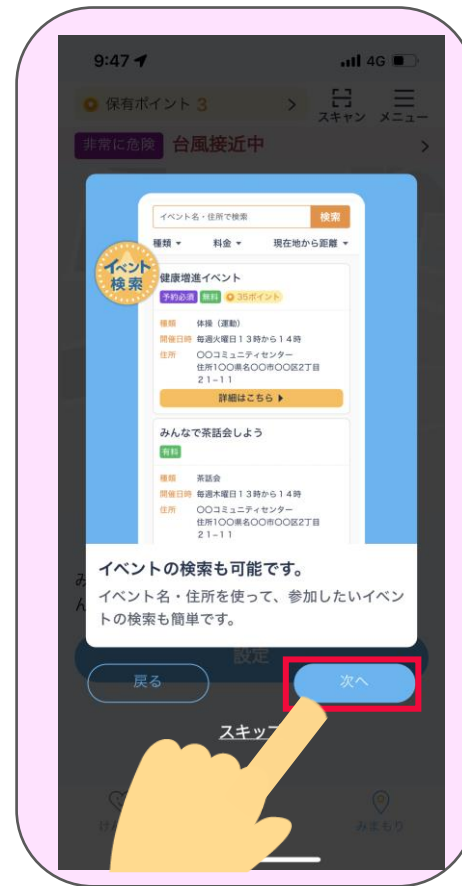 9:47
4G
保有ポイント 3 >
スキャン メニュー
非常に危険 台風接近中 >
イベント名・住所で検索 検索
種類 料金 現在地から距離
イベント
検索
健康増進イベント
予約必須 無料 35ポイント
種類 体操（運動）
開催日時 毎週火曜日13時から14時
住所 〇〇コミュニティセンター
住所1〇〇県名〇〇市〇〇区2丁目
21-11
詳細はこちら
みんなで茶話会しよう
有料
種類 茶話会
開催日時 毎週木曜日13時から14時
住所 〇〇コミュニティセンター
住所1〇〇県名〇〇市〇〇区2丁目
21-11
イベントの検索も可能です。
イベント名・住所を使って、参加したいイベン
トの検索も簡単です。
設定
戻る 次へ
スキップ
みまもり